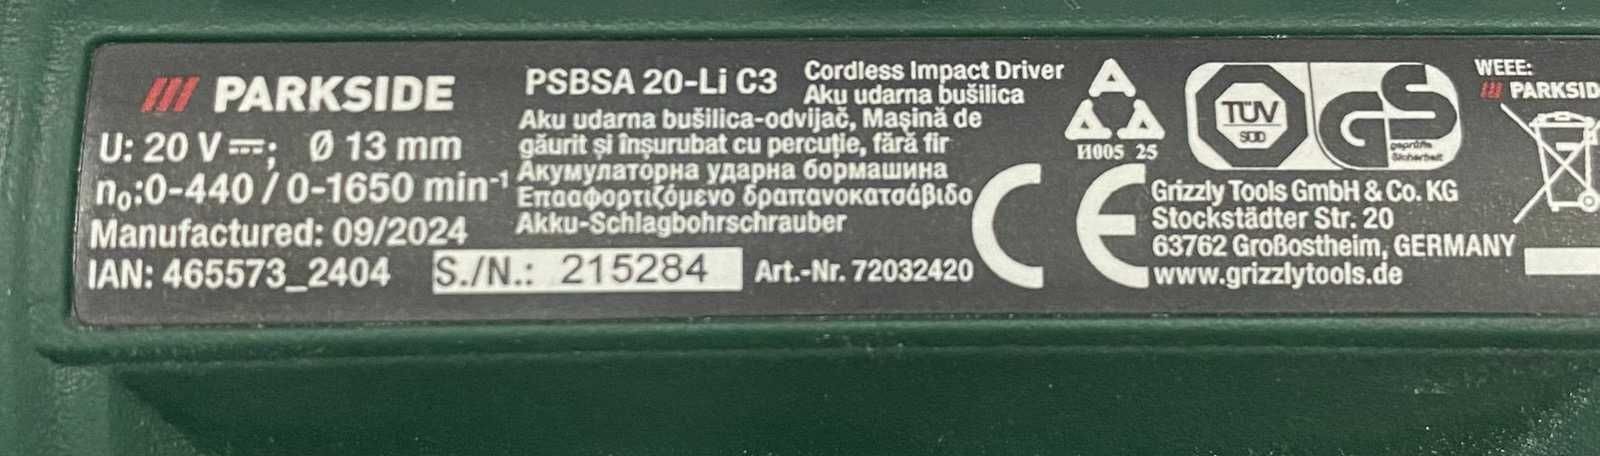 PARKSIDE
U: 20 V ⎓; Ø 13 mm
n₀:0-440 / 0-1650 min⁻¹
Manufactured: 09/2024
IAN: 465573_2404
S./N.: 215284
PSBSA 20-Li C3
Cordless Impact Driver
Aku udarna bušilica
Aku udarna bušilica-odvijač, Mașină de
găurit și înșurubat cu percuție, fără fir
Акумулаторна ударна бормашина
Επαφορτιζόμενο δραπανοκατσάβιδο
Akku-Schlagbohrschrauber
Art.-Nr. 72032420
A A A
И005 25
CE
TÜV
SÜD
GS
geprüfte
Sicherheit
Grizzly Tools GmbH & Co. KG
Stockstädter Str. 20
63762 Großostheim, GERMANY
www.grizzlytools.de
WEEE:
PARKSID